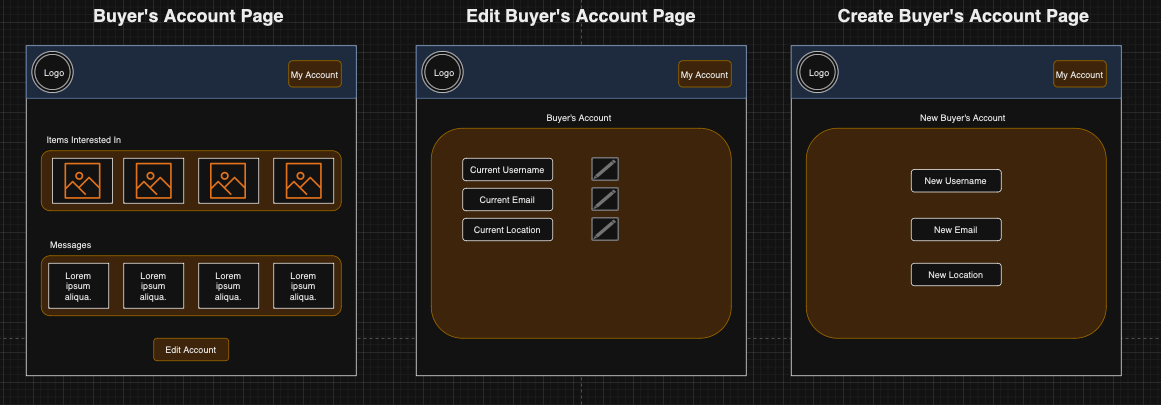 Buyer's Account Page
Logo
My Account
Items Interested In
Messages
Lorem
ipsum
aliqua.
Lorem
ipsum
aliqua.
Lorem
ipsum
aliqua.
Lorem
ipsum
aliqua.
Edit Account
Edit Buyer's Account Page
Logo
My Account
Buyer's Account
Current Username
Current Email
Current Location
Create Buyer's Account Page
Logo
My Account
New Buyer's Account
New Username
New Email
New Location